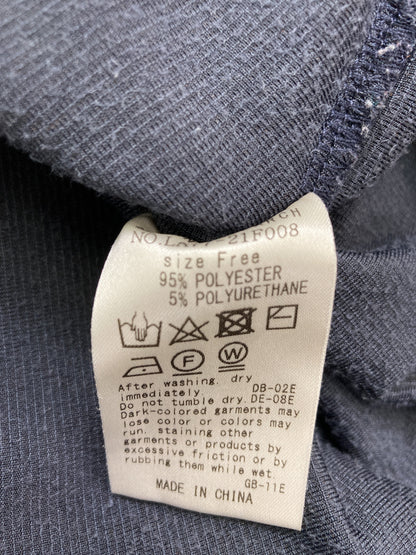 NO. L
21F008
size Free
95% POLYESTER
5% POLYURETHANE
F
W
After washing, dry
immediately. DB-02E
Do not tumble dry. DE-08E
Dark-colored garments may
lose color or colors may
run, staining other
garments or products by
excessive friction or by
rubbing them while wet.
GB-11E
MADE IN CHINA